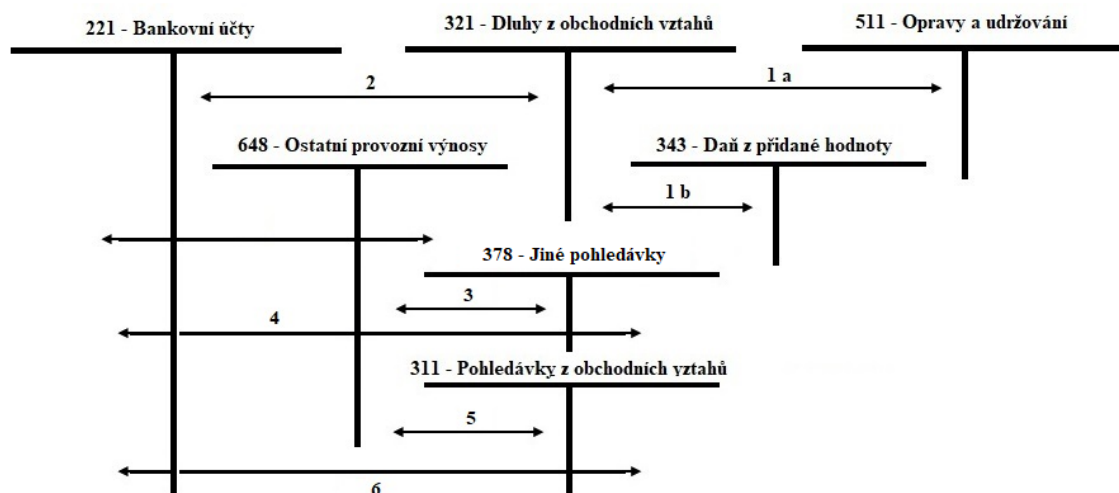 221 - Bankovní účty
321 - Dluhy z obchodních vztahů
511 - Opravy a udržování
2
1 a
648 - Ostatní provozní výnosy
343 - Daň z přidané hodnoty
1 b
378 - Jiné pohledávky
3
4
311 - Pohledávky z obchodních vztahů
5
6